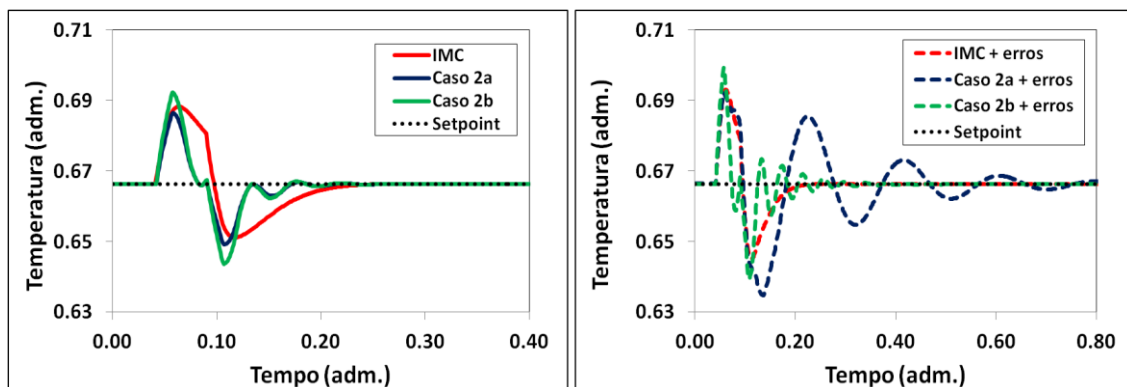 0.71
0.69
0.67
0.65
0.63
Temperatura (adm.)
IMC
Caso 2a
Caso 2b
Setpoint
0.00 0.10 0.20 0.30 0.40
Tempo (adm.)
0.71
0.69
0.67
0.65
0.63
Temperatura (adm.)
IMC + erros
Caso 2a + erros
Caso 2b + erros
Setpoint
0.00 0.20 0.40 0.60 0.80
Tempo (adm.)